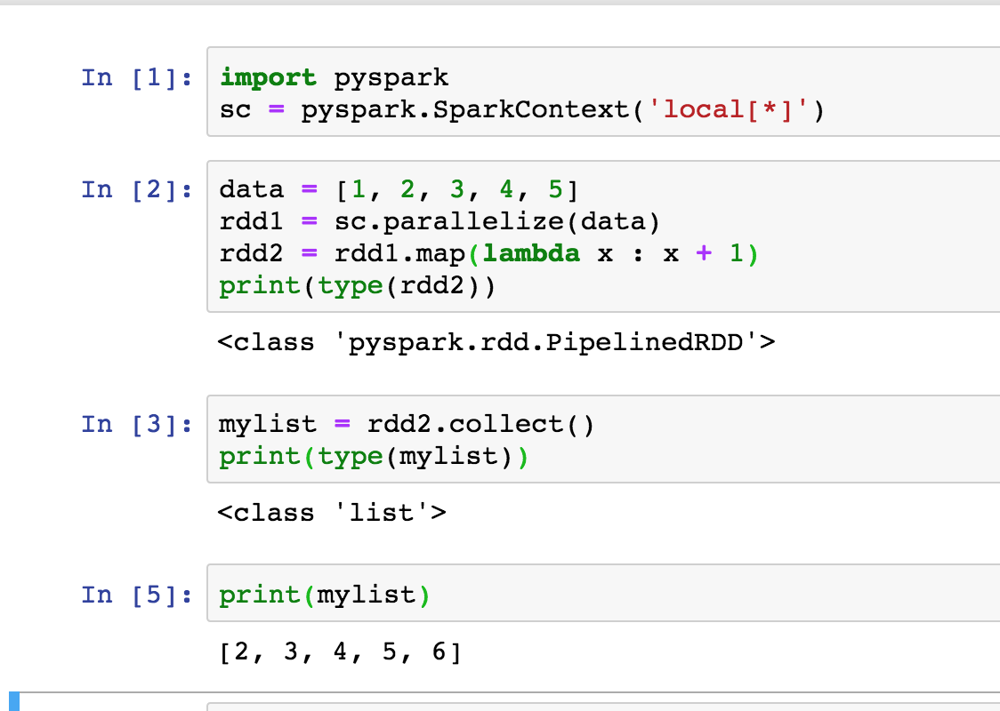 In [1]: import pyspark
sc = pyspark.SparkContext('local[*]')
In [2]: data = [1, 2, 3, 4, 5]
rdd1 = sc.parallelize(data)
rdd2 = rdd1.map(lambda x : x + 1)
print(type(rdd2))
<class 'pyspark.rdd.PipelinedRDD'>
In [3]: mylist = rdd2.collect()
print(type(mylist))
<class 'list'>
In [5]: print(mylist)
[2, 3, 4, 5, 6]